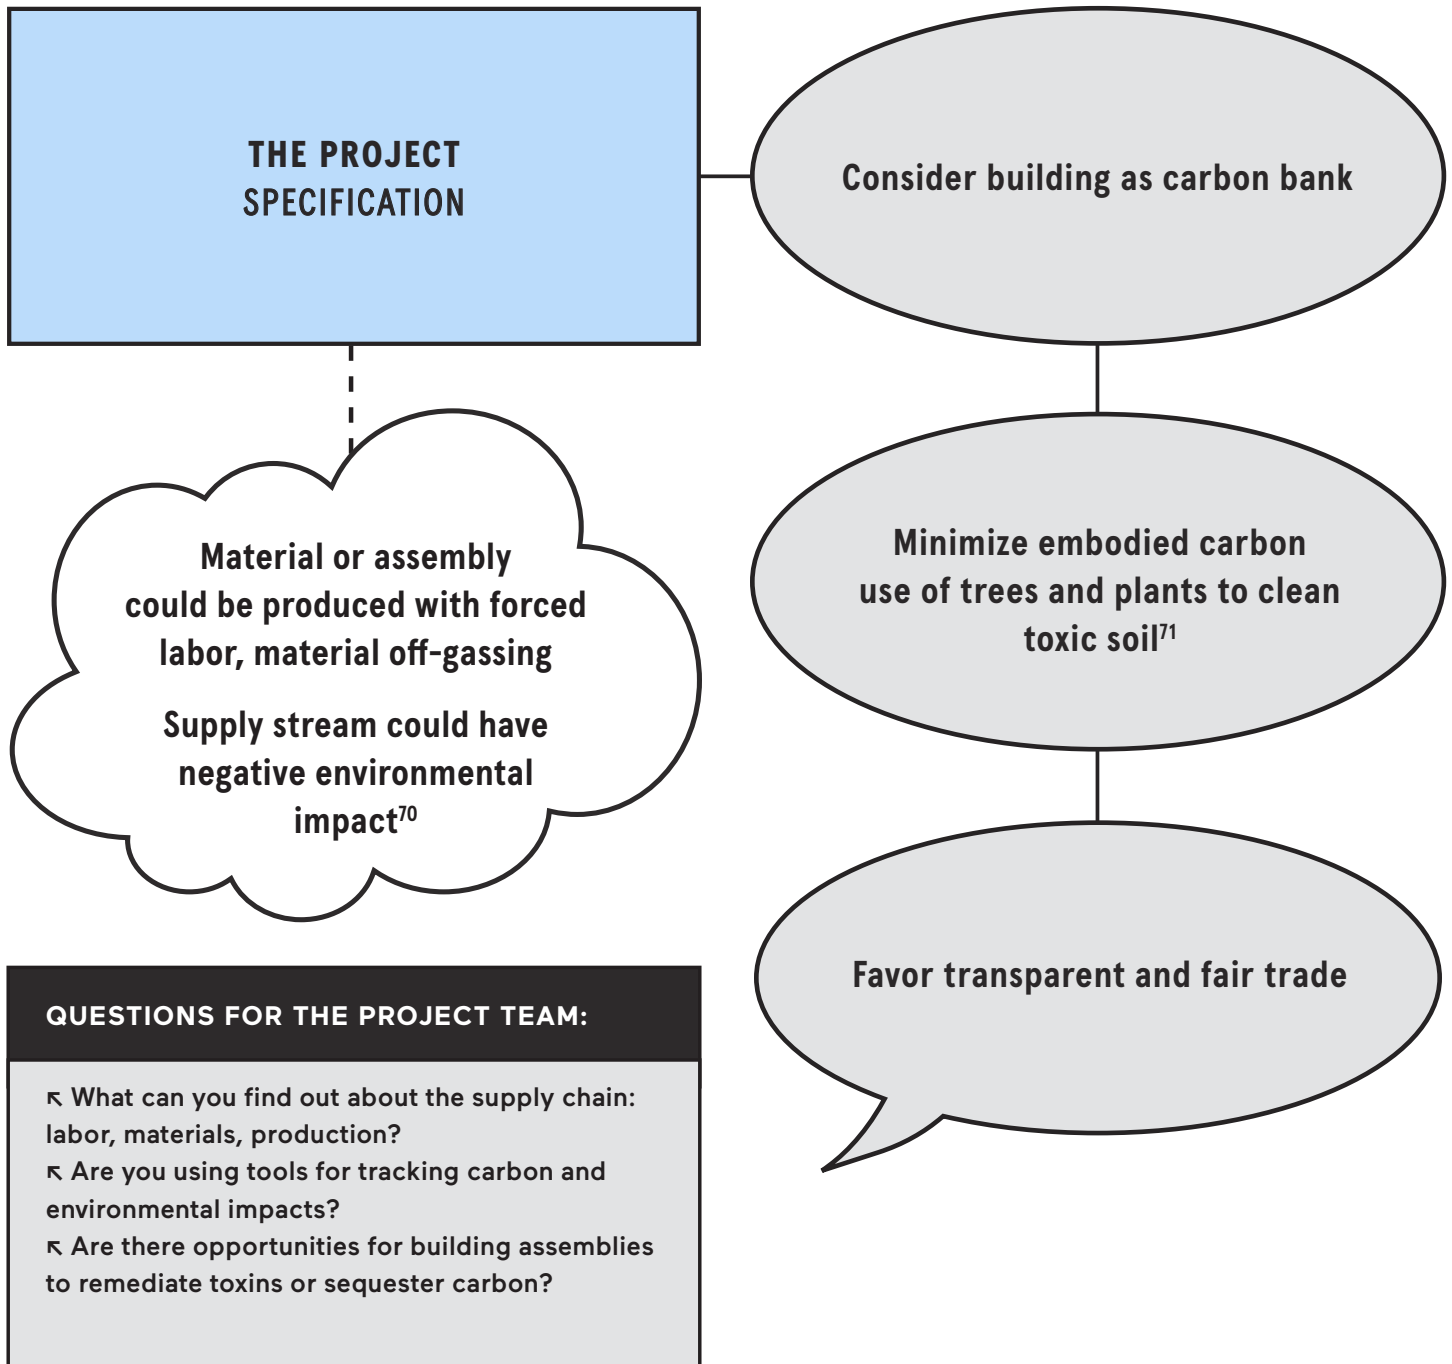 THE PROJECT
SPECIFICATION
Consider building as carbon bank
Material or assembly
could be produced with forced
labor, material off-gassing
Supply stream could have
negative environmental
impact⁷⁰
Minimize embodied carbon
use of trees and plants to clean
toxic soil⁷¹
Favor transparent and fair trade
QUESTIONS FOR THE PROJECT TEAM:
↖ What can you find out about the supply chain:
labor, materials, production?
↖ Are you using tools for tracking carbon and
environmental impacts?
↖ Are there opportunities for building assemblies
to remediate toxins or sequester carbon?